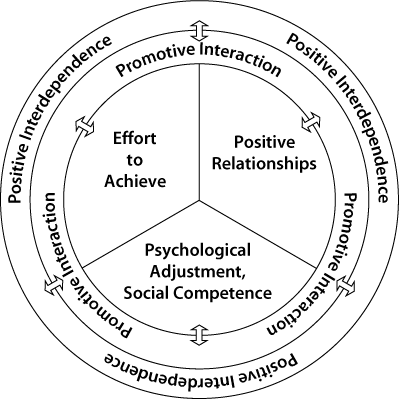 Positive Interdependence
Positive Interdependence
Promotive Interaction
Effort
to
Achieve
Positive
Relationships
Promotive Interaction
Promotive Interaction
Psychological
Adjustment,
Social Competence
Positive Interdependence